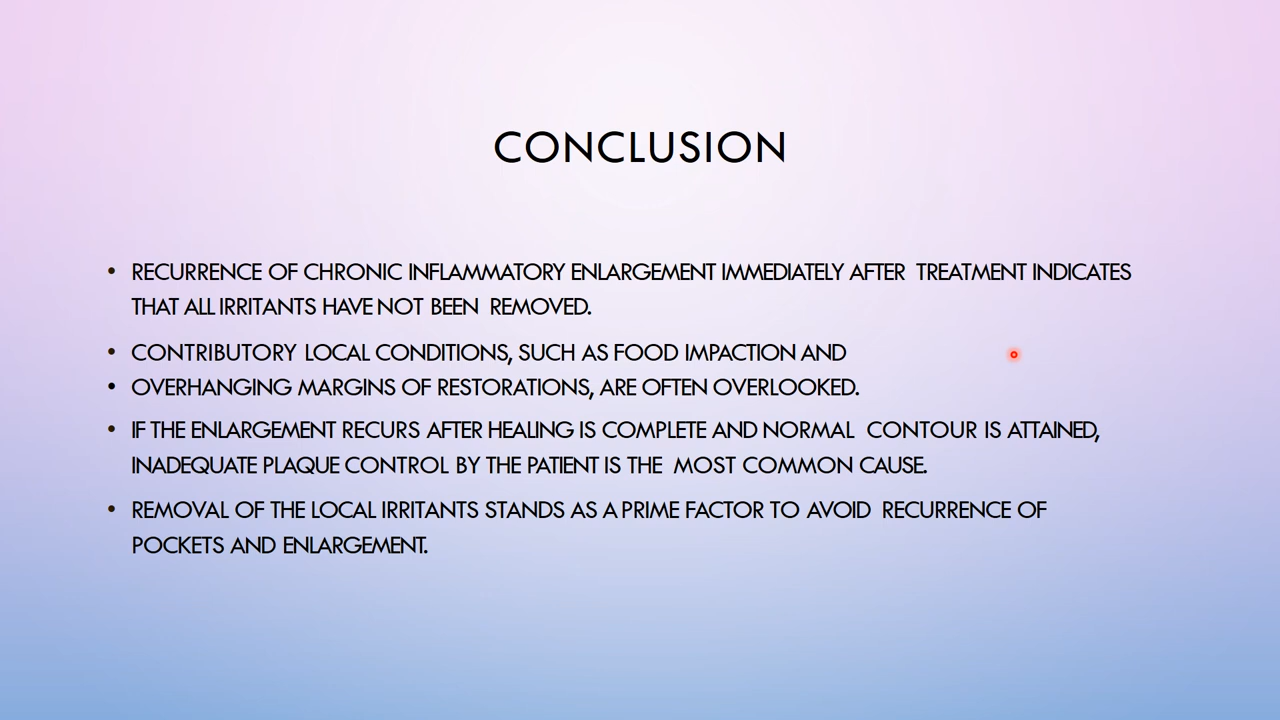 CONCLUSION
• RECURRENCE OF CHRONIC INFLAMMATORY ENLARGEMENT IMMEDIATELY AFTER TREATMENT INDICATES
THAT ALL IRRITANTS HAVE NOT BEEN REMOVED.
• CONTRIBUTORY LOCAL CONDITIONS, SUCH AS FOOD IMPACTION AND
• OVERHANGING MARGINS OF RESTORATIONS, ARE OFTEN OVERLOOKED.
• IF THE ENLARGEMENT RECURS AFTER HEALING IS COMPLETE AND NORMAL CONTOUR IS ATTAINED,
INADEQUATE PLAQUE CONTROL BY THE PATIENT IS THE MOST COMMON CAUSE.
• REMOVAL OF THE LOCAL IRRITANTS STANDS AS A PRIME FACTOR TO AVOID RECURRENCE OF
POCKETS AND ENLARGEMENT.